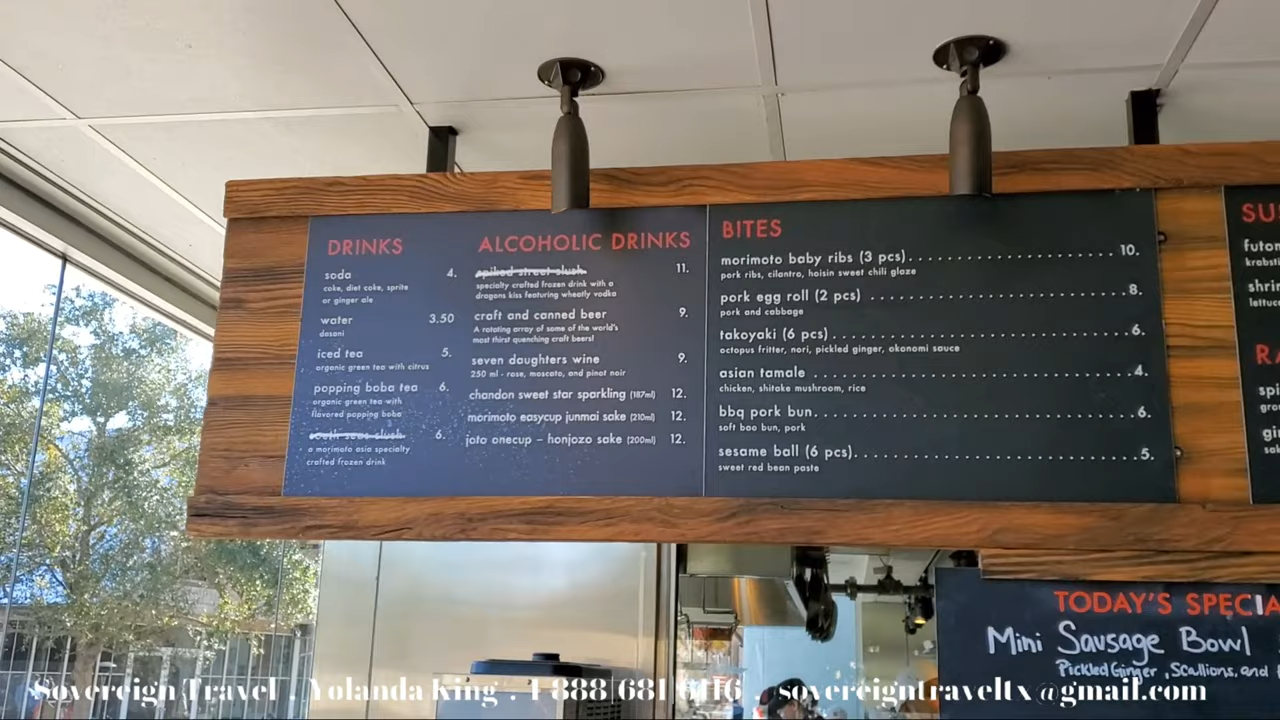 DRINKS
soda 4.
coke, diet coke, sprite
or ginger ale
water 3.50
dasani
iced tea 5.
organic green tea with citrus
popping boba tea 6.
organic green tea with
flavored popping boba
south seas slush 6.
a morimoto asia specialty
crafted frozen drink
ALCOHOLIC DRINKS
spiked street slush 11.
specialty crafted frozen drink with a
dragons kiss featuring wheatly vodka
craft and canned beer 9.
A rotating array of some of the world's
most thirst quenching craft beers!
seven daughters wine 9.
250 ml - rose, moscato, and pinot noir
chandon sweet star sparkling (187ml) 12.
morimoto easycup junmai sake (210ml) 12.
joto onecup – honjozo sake (200ml) 12.
BITES
morimoto baby ribs (3 pcs) 10.
pork ribs, cilantro, hoisin sweet chili glaze
pork egg roll (2 pcs) 8.
pork and cabbage
takoyaki (6 pcs) 6.
octopus fritter, nori, pickled ginger, okonomi sauce
asian tamale 4.
chicken, shitake mushroom, rice
bbq pork bun 6.
soft bao bun, pork
sesame ball (6 pcs) 5.
sweet red bean paste
TODAY'S SPECIA
Mini Sausage Bowl
Pickled Ginger, Scallions, and
Sovereign Travel . Yolanda King . 1 888 681 6116 . sovereigntraveltx@gmail.com